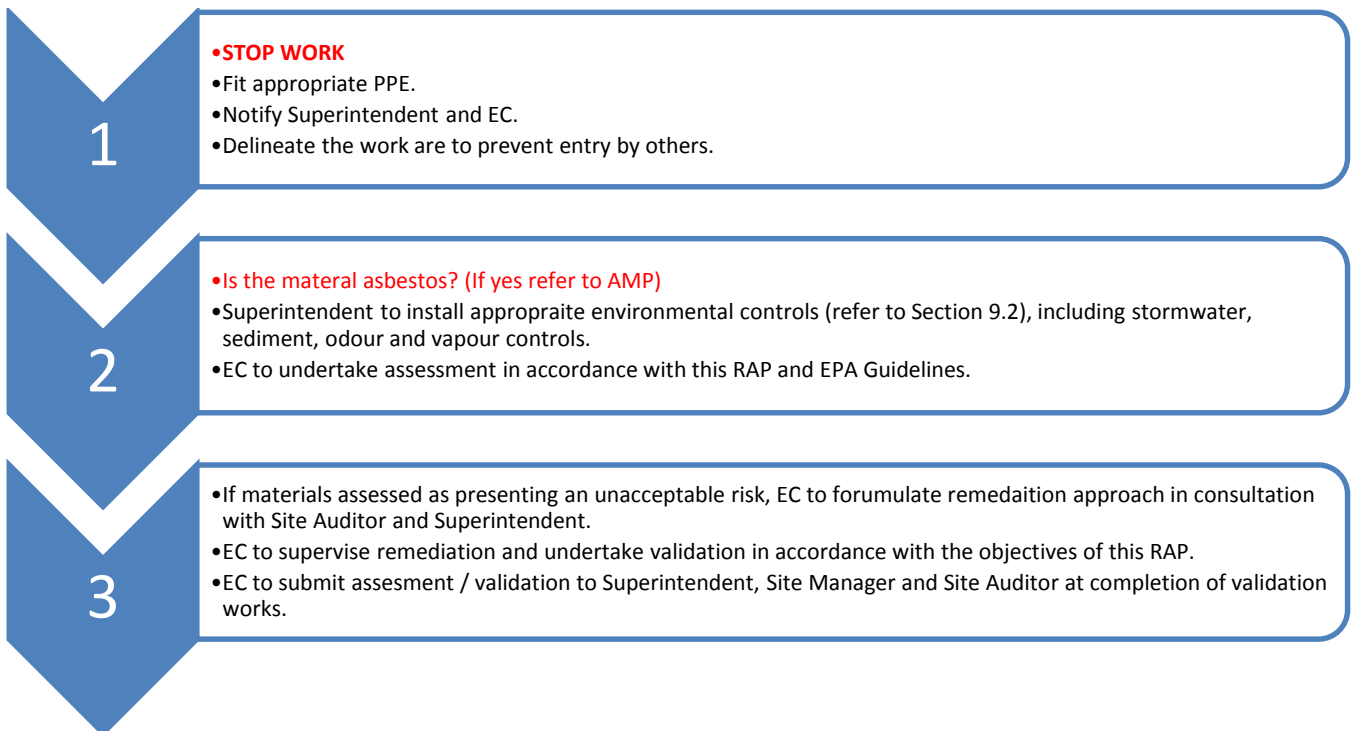 1
•STOP WORK
•Fit appropriate PPE.
•Notify Superintendent and EC.
•Delineate the work are to prevent entry by others.
2
•Is the materal asbestos? (If yes refer to AMP)
•Superintendent to install appropraite environmental controls (refer to Section 9.2), including stormwater,
sediment, odour and vapour controls.
•EC to undertake assessment in accordance with this RAP and EPA Guidelines.
3
•If materials assessed as presenting an unacceptable risk, EC to forumulate remedaition approach in consultation
with Site Auditor and Superintendent.
•EC to supervise remediation and undertake validation in accordance with the objectives of this RAP.
•EC to submit assesment / validation to Superintendent, Site Manager and Site Auditor at completion of validation
works.